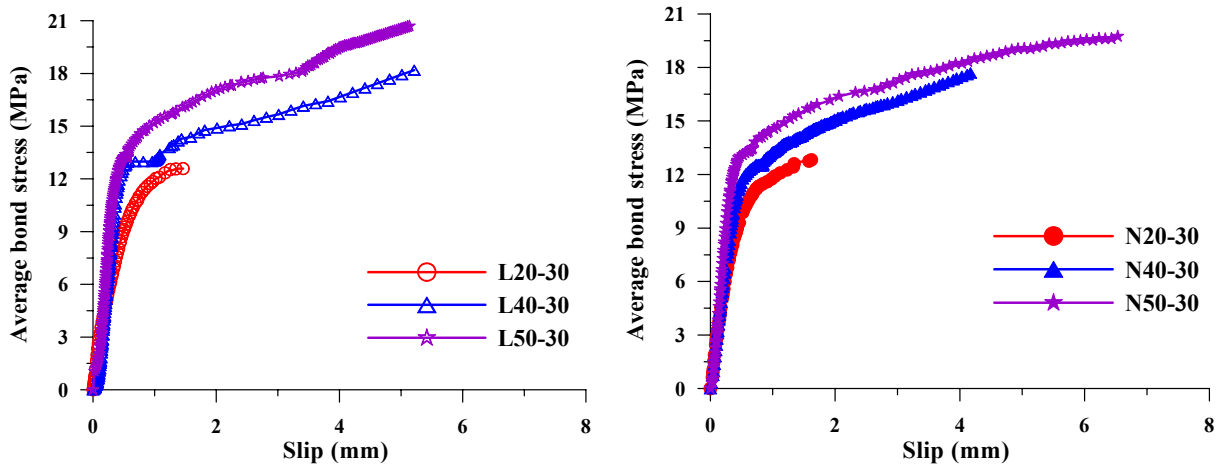 21
18
15
12
9
6
3
0
Average bond stress (MPa)
L20-30
L40-30
L50-30
0 2 4 6 8
Slip (mm)
21
18
15
12
9
6
3
0
Average bond stress (MPa)
N20-30
N40-30
N50-30
0 2 4 6 8
Slip (mm)